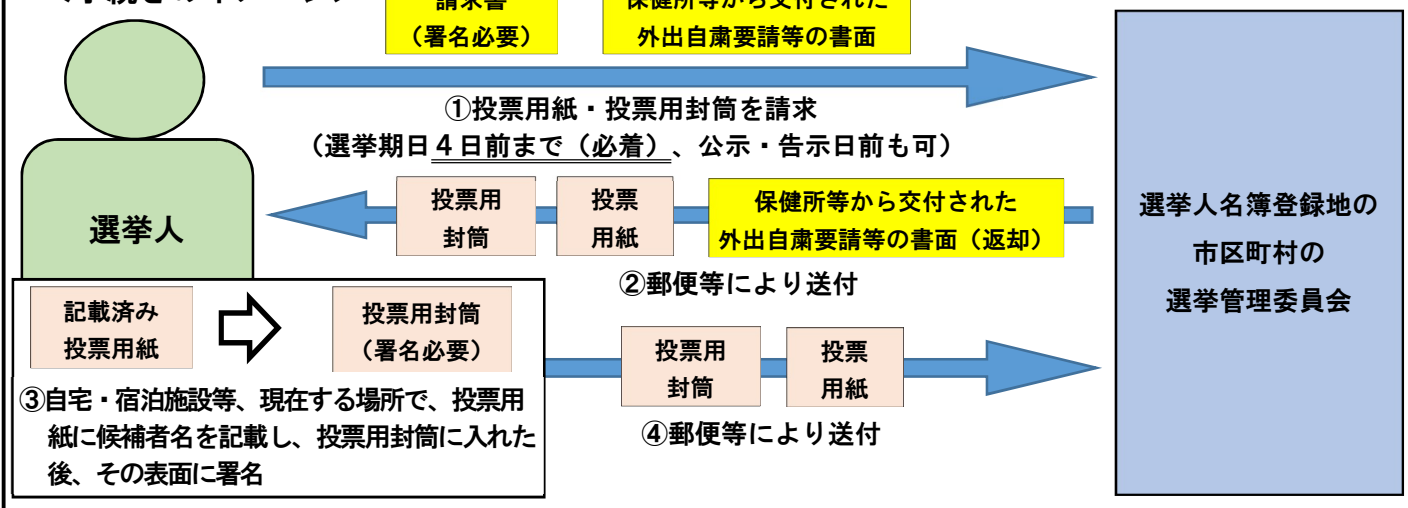 請求書
（署名必要）
保健所等から交付された
外出自粛要請等の書面
①投票用紙・投票用封筒を請求
（選挙期日４日前まで（必着）、公示・告示日前も可）
選挙人
投票用
封筒
投票
用紙
保健所等から交付された
外出自粛要請等の書面（返却）
②郵便等により送付
選挙人名簿登録地の
市区町村の
選挙管理委員会
記載済み
投票用紙
投票用封筒
（署名必要）
③自宅・宿泊施設等、現在する場所で、投票用
紙に候補者名を記載し、投票用封筒に入れた
後、その表面に署名
投票用
封筒
投票
用紙
④郵便等により送付